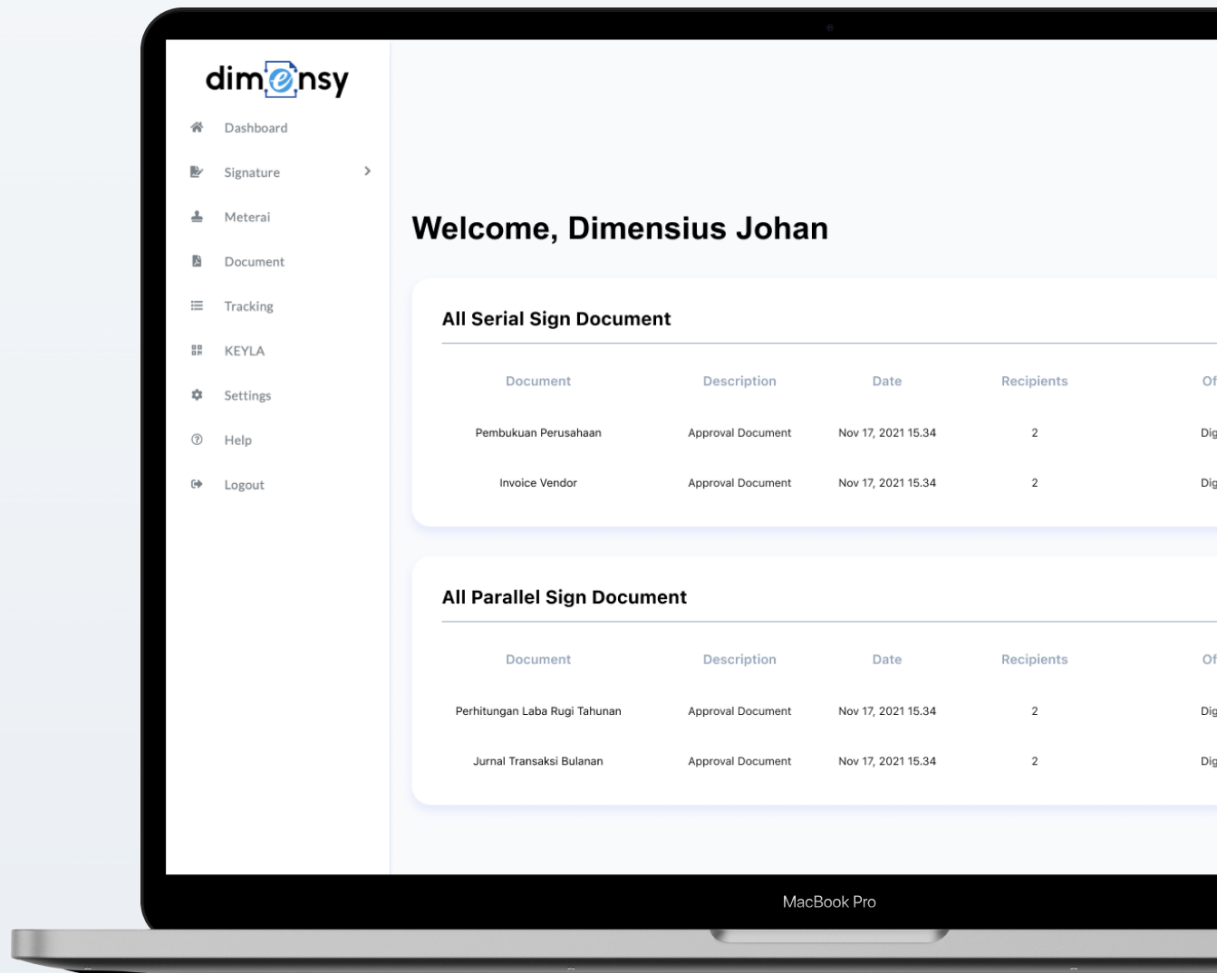 dimensy
Dashboard
Signature
Meterai
Document
Tracking
KEYLA
Settings
Help
Logout
Welcome, Dimensius Johan
All Serial Sign Document
Document Description Date Recipients
Pembukuan Perusahaan Approval Document Nov 17, 2021 15.34 2
Invoice Vendor Approval Document Nov 17, 2021 15.34 2
All Parallel Sign Document
Document Description Date Recipients
Perhitungan Laba Rugi Tahunan Approval Document Nov 17, 2021 15.34 2
Jurnal Transaksi Bulanan Approval Document Nov 17, 2021 15.34 2
MacBook Pro